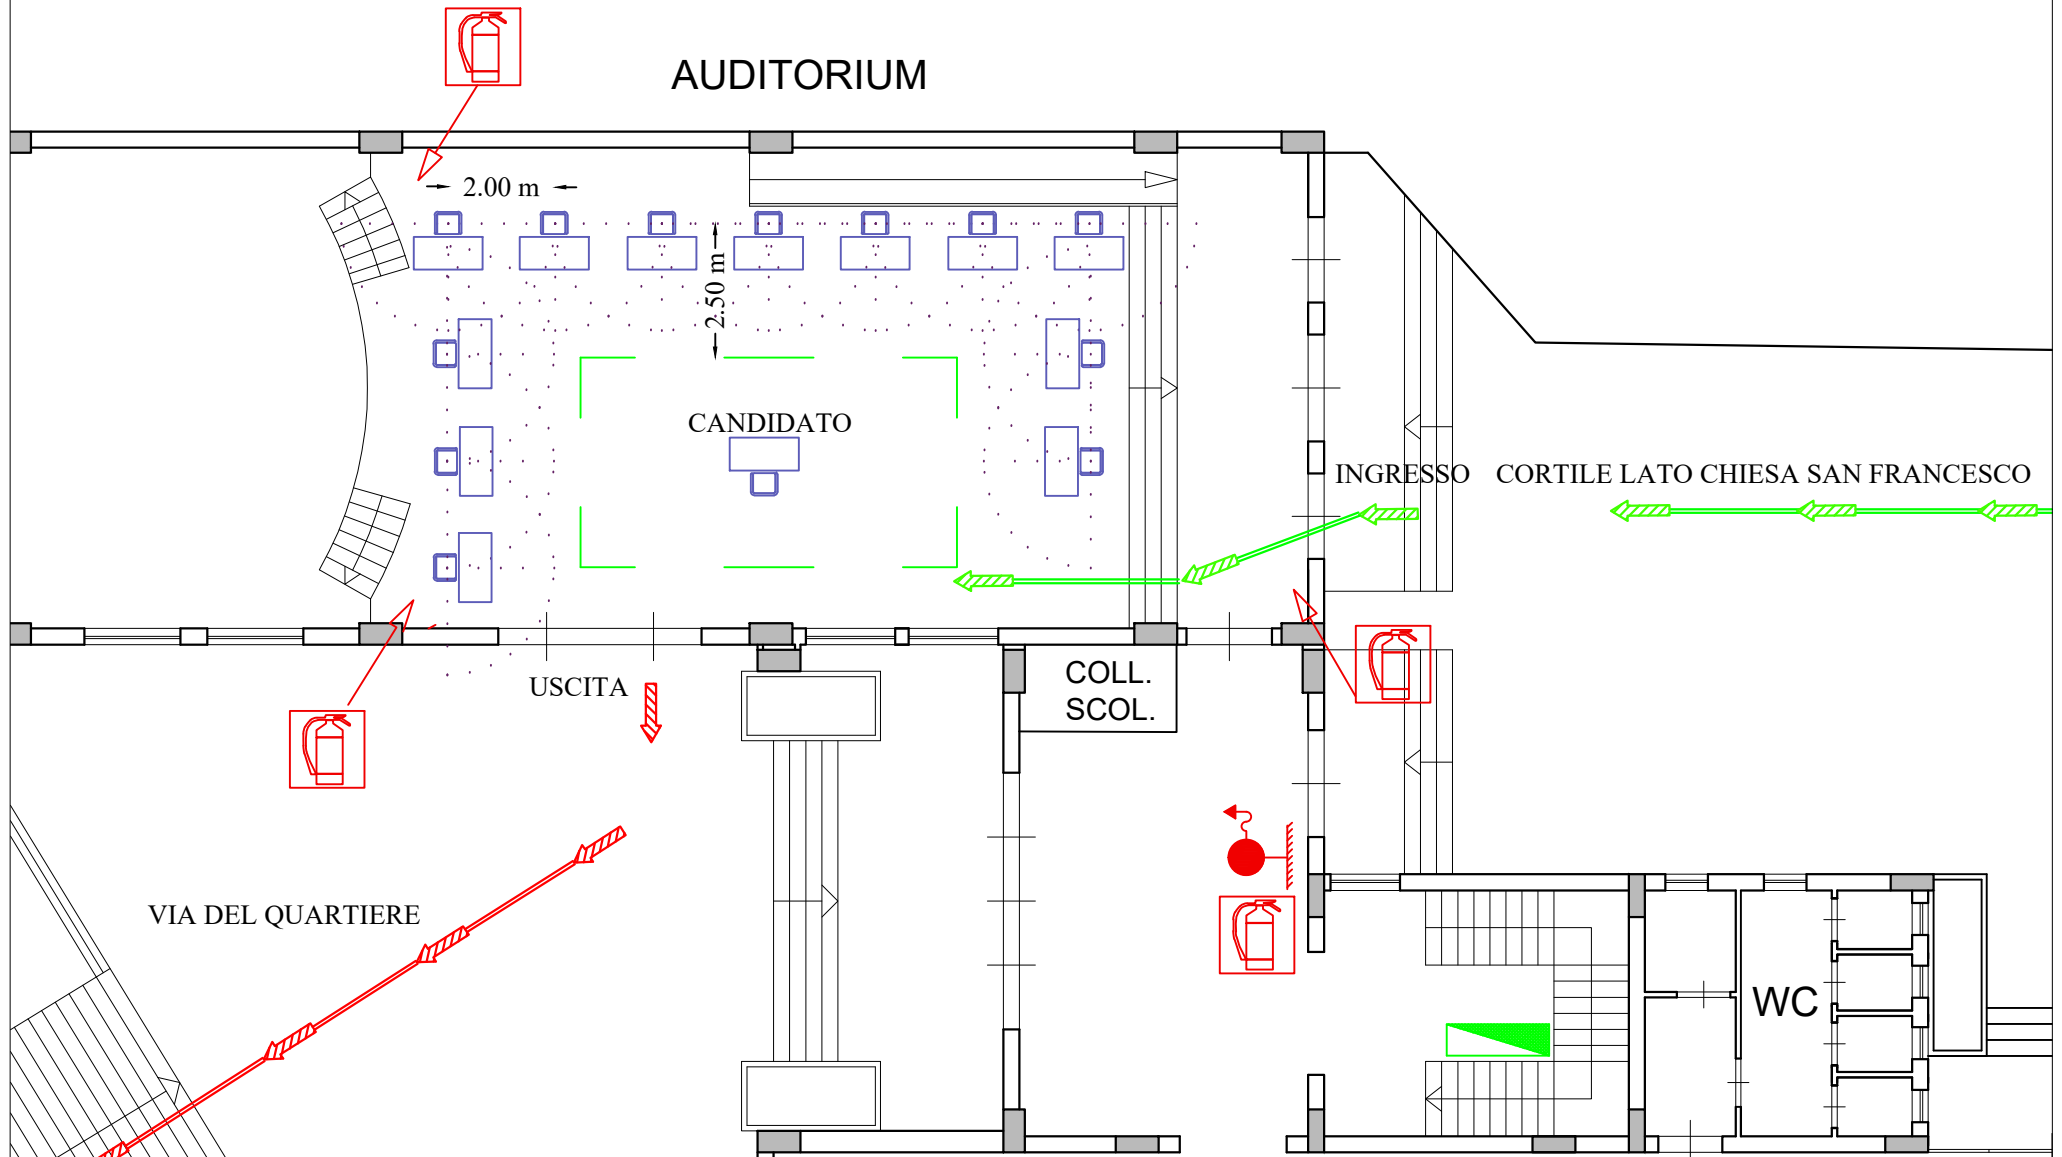 AUDITORIUM
2.00 m
2.50 m
CANDIDATO
INGRESSO
CORTILE LATO CHIESA SAN FRANCESCO
USCITA
COLL.
SCOL.
VIA DEL QUARTIERE
WC